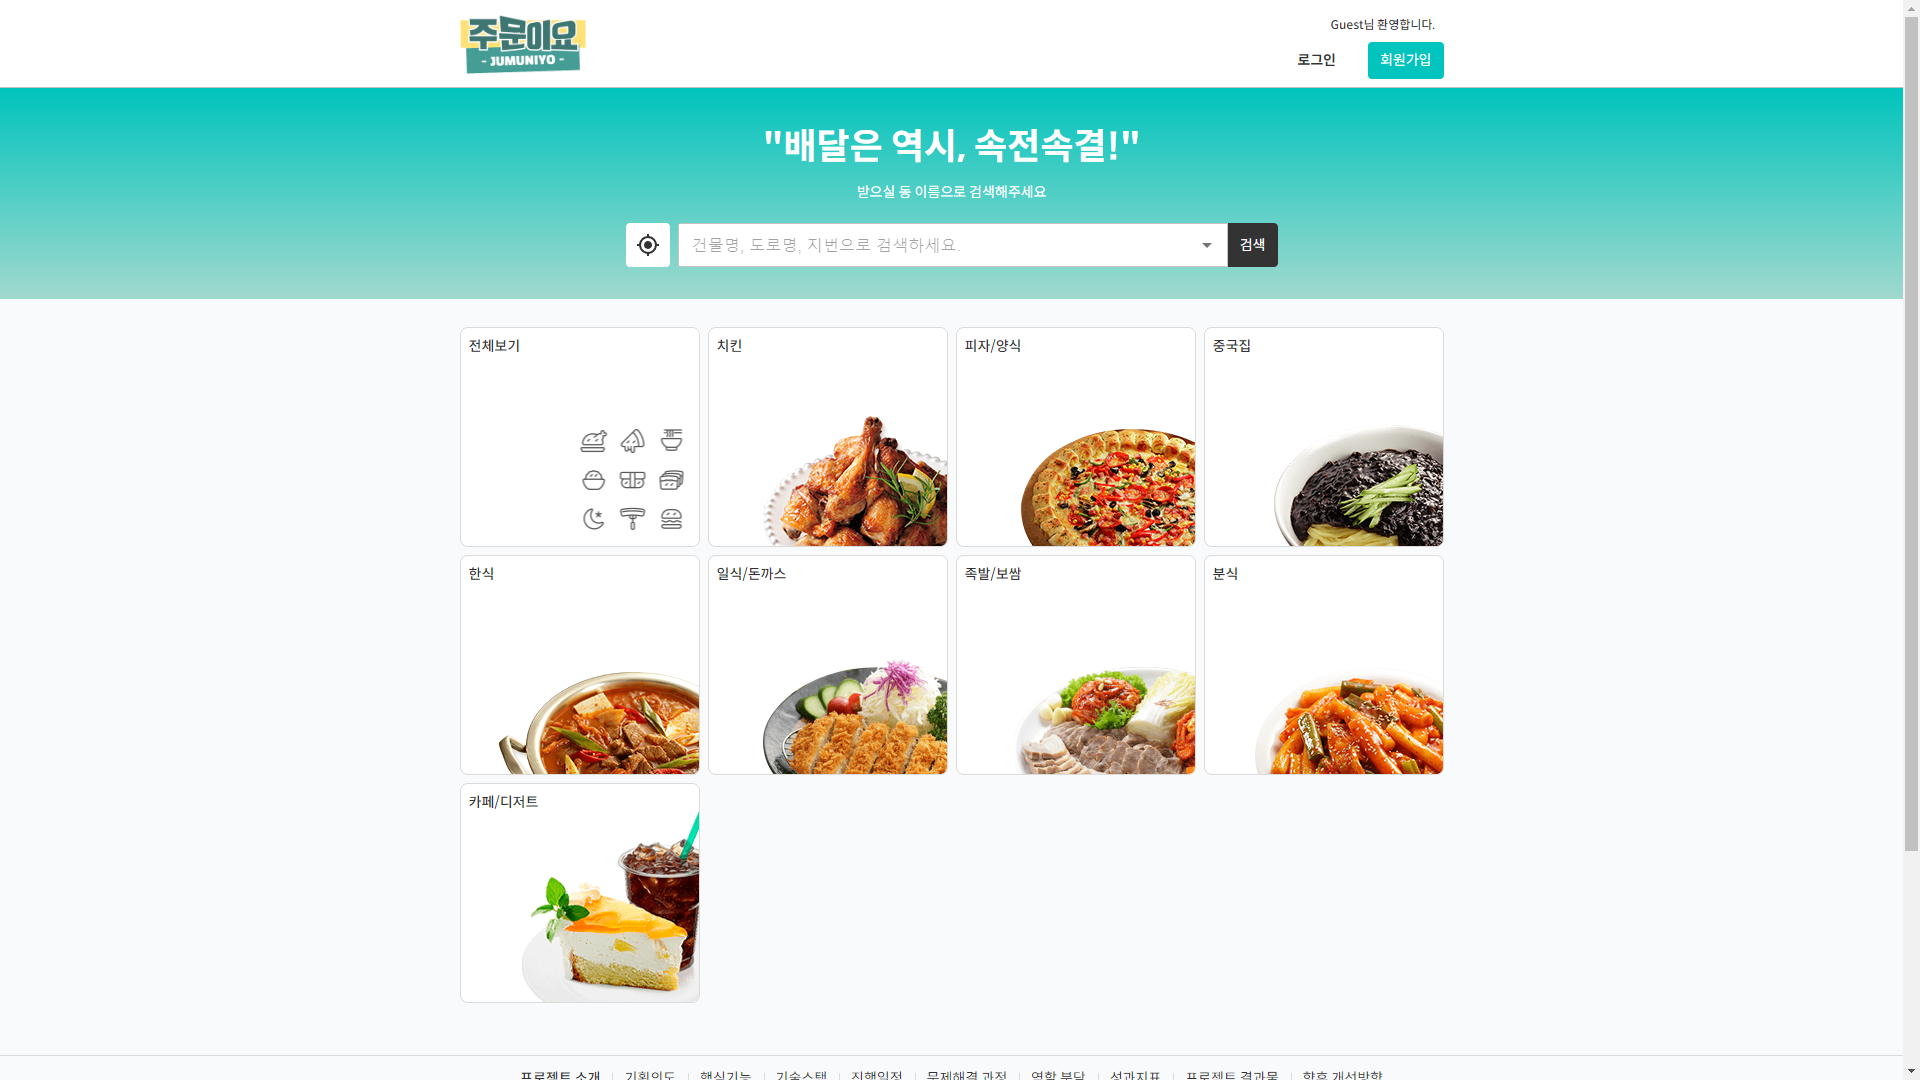 주문이요
- JUMUNIYO -
Guest님 환영합니다.
로그인
회원가입
"배달은 역시, 속전속결!"
받으실 동 이름으로 검색해주세요
건물명, 도로명, 지번으로 검색하세요.
검색
전체보기
치킨
피자/양식
중국집
한식
일식/돈까스
족발/보쌈
분식
카페/디저트
프로젝트 소개 | 기획의도 | 핵심기능 | 기술스택 | 진행일정 | 문제해결 과정 | 역할 분담 | 성과지표 | 프로젝트 결과물 | 향후 개선방향